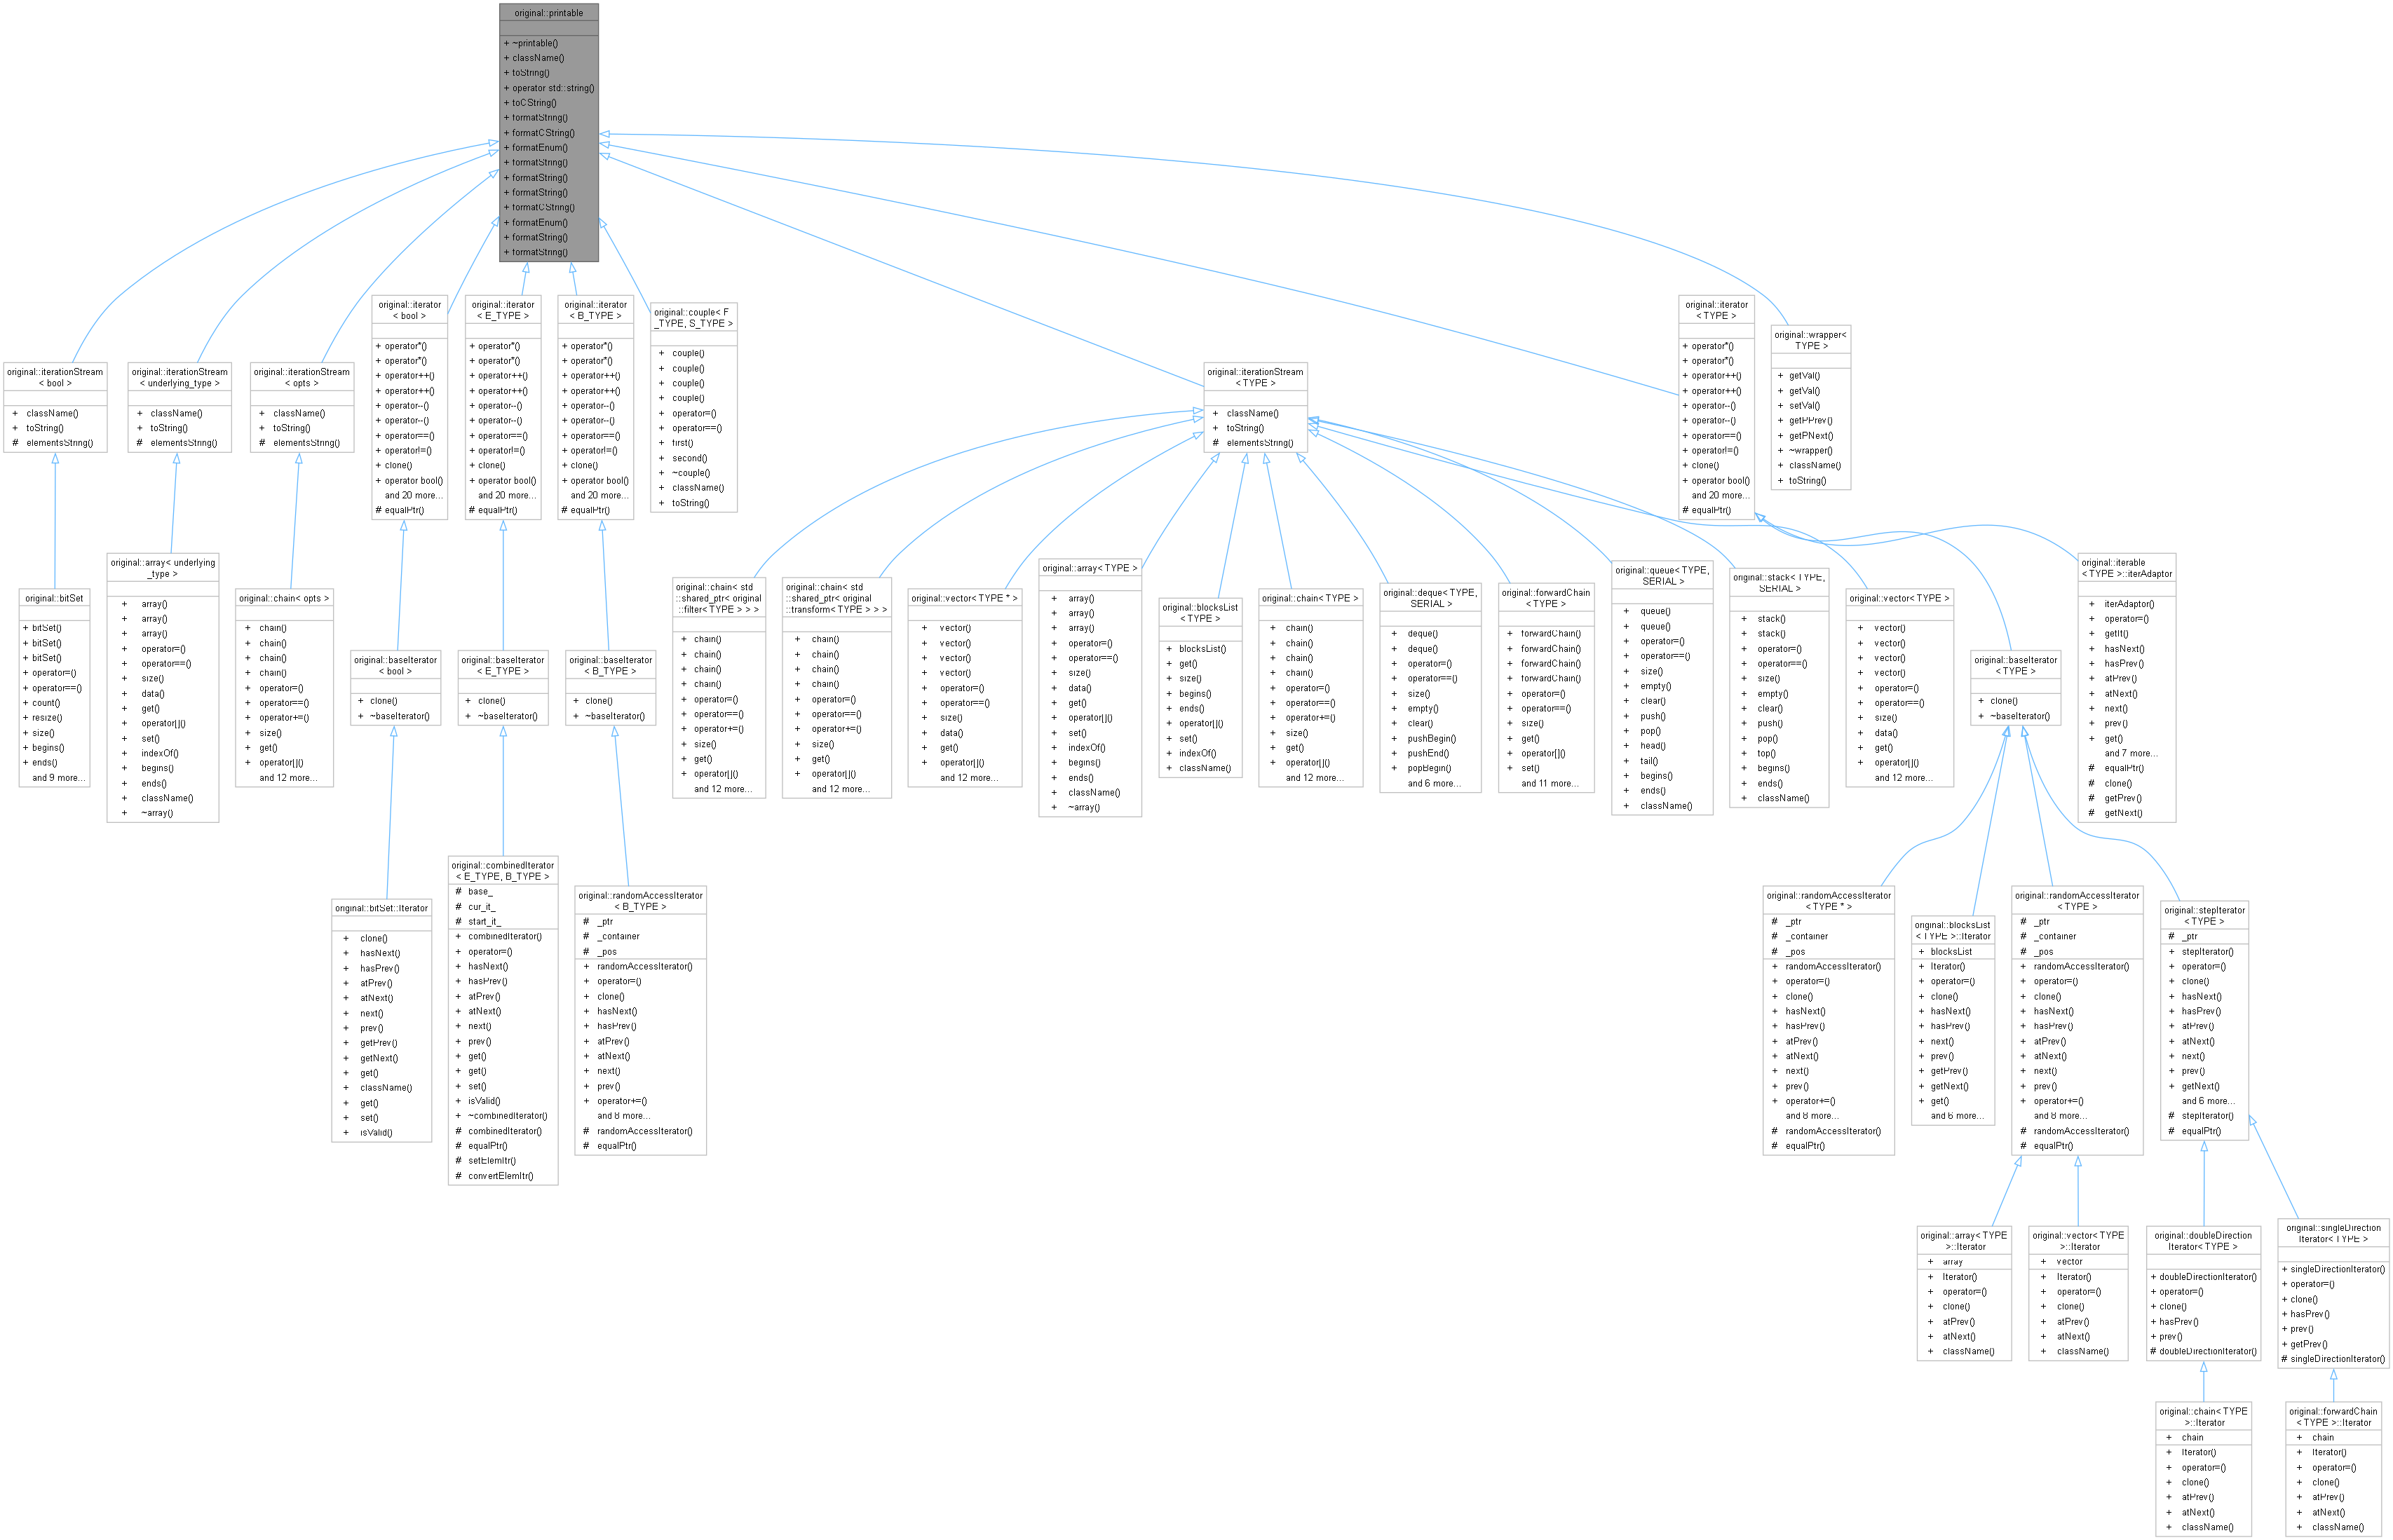 original::printable
+ ~printable()
+ className()
+ toString()
+ operator std::string()
+ toCString()
+ formatString()
+ formatCString()
+ formatEnum()
+ formatString()
+ formatString()
+ formatString()
+ formatCString()
+ formatEnum()
+ formatString()
+ formatString()
original::iterationStream
< bool >
+ className()
+ toString()
# elementsString()
original::iterationStream
< underlying_type >
+ className()
+ toString()
# elementsString()
original::iterationStream
< opts >
+ className()
+ toString()
# elementsString()
original::iterator
< bool >
+ operator*()
+ operator*()
+ operator++()
+ operator++()
+ operator--()
+ operator--()
+ operator==()
+ operator!=()
+ clone()
+ operator bool()
and 20 more...
# equalPtr()
original::iterator
< E_TYPE >
+ operator*()
+ operator*()
+ operator++()
+ operator++()
+ operator--()
+ operator--()
+ operator==()
+ operator!=()
+ clone()
+ operator bool()
and 20 more...
# equalPtr()
original::iterator
< B_TYPE >
+ operator*()
+ operator*()
+ operator++()
+ operator++()
+ operator--()
+ operator--()
+ operator==()
+ operator!=()
+ clone()
+ operator bool()
and 20 more...
# equalPtr()
original::couple< F
_TYPE, S_TYPE >
+ couple()
+ couple()
+ couple()
+ couple()
+ operator=()
+ operator==()
+ first()
+ second()
+ ~couple()
+ className()
+ toString()
original::iterationStream
< TYPE >
+ className()
+ toString()
# elementsString()
original::iterator
< TYPE >
+ operator*()
+ operator*()
+ operator++()
+ operator++()
+ operator--()
+ operator--()
+ operator==()
+ operator!=()
+ clone()
+ operator bool()
and 20 more...
# equalPtr()
original::wrapper<
TYPE >
+ getVal()
+ getVal()
+ setVal()
+ getPPrev()
+ getPNext()
+ ~wrapper()
+ className()
+ toString()
original::bitSet
+ bitSet()
+ bitSet()
+ bitSet()
+ operator=()
+ operator==()
+ count()
+ resize()
+ size()
+ begins()
+ ends()
and 9 more...
original::array< underlying
_type >
+ array()
+ array()
+ array()
+ operator=()
+ operator==()
+ size()
+ data()
+ get()
+ operator[]()
+ set()
+ indexOf()
+ begins()
+ ends()
+ className()
+ ~array()
original::chain< opts >
+ chain()
+ chain()
+ chain()
+ chain()
+ operator=()
+ operator==()
+ operator+=()
+ size()
+ get()
+ operator[]()
and 12 more...
original::baseIterator
< bool >
+ clone()
+ ~baseIterator()
original::baseIterator
< E_TYPE >
+ clone()
+ ~baseIterator()
original::baseIterator
< B_TYPE >
+ clone()
+ ~baseIterator()
original::chain< std
::shared_ptr< original
::filter< TYPE > > >
+ chain()
+ chain()
+ chain()
+ chain()
+ operator=()
+ operator==()
+ operator+=()
+ size()
+ get()
+ operator[]()
and 12 more...
original::chain< std
::shared_ptr< original
::transform< TYPE > > >
+ chain()
+ chain()
+ chain()
+ chain()
+ operator=()
+ operator==()
+ operator+=()
+ size()
+ get()
+ operator[]()
and 12 more...
original::vector< TYPE * >
+ vector()
+ vector()
+ vector()
+ vector()
+ operator=()
+ operator==()
+ size()
+ data()
+ get()
+ operator[]()
and 12 more...
original::array< TYPE >
+ array()
+ array()
+ array()
+ operator=()
+ operator==()
+ size()
+ data()
+ get()
+ operator[]()
+ set()
+ indexOf()
+ begins()
+ ends()
+ className()
+ ~array()
original::blocksList
< TYPE >
+ blocksList()
+ get()
+ size()
+ begins()
+ ends()
+ operator[]()
+ set()
+ indexOf()
+ className()
original::chain< TYPE >
+ chain()
+ chain()
+ chain()
+ chain()
+ operator=()
+ operator==()
+ operator+=()
+ size()
+ get()
+ operator[]()
and 12 more...
original::deque< TYPE,
SERIAL >
+ deque()
+ deque()
+ operator=()
+ operator==()
+ size()
+ empty()
+ clear()
+ pushBegin()
+ pushEnd()
+ popBegin()
and 6 more...
original::forwardChain
< TYPE >
+ forwardChain()
+ forwardChain()
+ forwardChain()
+ forwardChain()
+ operator=()
+ operator==()
+ size()
+ get()
+ operator[]()
+ set()
and 11 more...
original::queue< TYPE,
SERIAL >
+ queue()
+ queue()
+ operator=()
+ operator==()
+ size()
+ empty()
+ clear()
+ push()
+ pop()
+ head()
+ tail()
+ begins()
+ ends()
+ className()
original::stack< TYPE,
SERIAL >
+ stack()
+ stack()
+ operator=()
+ operator==()
+ size()
+ empty()
+ clear()
+ push()
+ pop()
+ top()
+ begins()
+ ends()
+ className()
original::vector< TYPE >
+ vector()
+ vector()
+ vector()
+ vector()
+ operator=()
+ operator==()
+ size()
+ data()
+ get()
+ operator[]()
and 12 more...
original::baseIterator
< TYPE >
+ clone()
+ ~baseIterator()
original::iterable
< TYPE >::iterAdaptor
+ iterAdaptor()
+ operator=()
+ getIt()
+ hasNext()
+ hasPrev()
+ atPrev()
+ atNext()
+ next()
+ prev()
+ get()
and 7 more...
# equalPtr()
# clone()
# getPrev()
# getNext()
original::bitSet::Iterator
+ clone()
+ hasNext()
+ hasPrev()
+ atPrev()
+ atNext()
+ next()
+ prev()
+ getPrev()
+ getNext()
+ get()
+ className()
+ get()
+ set()
+ isValid()
original::combinedIterator
< E_TYPE, B_TYPE >
# base_
# cur_it_
# start_it_
+ combinedIterator()
+ operator=()
+ hasNext()
+ hasPrev()
+ atPrev()
+ atNext()
+ next()
+ prev()
+ get()
+ get()
+ set()
+ isValid()
+ ~combinedIterator()
# combinedIterator()
# equalPtr()
# setElemItr()
# convertElemItr()
original::randomAccessIterator
< B_TYPE >
# _ptr
# _container
# _pos
+ randomAccessIterator()
+ operator=()
+ clone()
+ hasNext()
+ hasPrev()
+ atPrev()
+ atNext()
+ next()
+ prev()
+ operator+=()
and 8 more...
# randomAccessIterator()
# equalPtr()
original::randomAccessIterator
< TYPE * >
# _ptr
# _container
# _pos
+ randomAccessIterator()
+ operator=()
+ clone()
+ hasNext()
+ hasPrev()
+ atPrev()
+ atNext()
+ next()
+ prev()
+ operator+=()
and 8 more...
# randomAccessIterator()
# equalPtr()
original::blocksList
< TYPE >::Iterator
+ blocksList
+ Iterator()
+ operator=()
+ clone()
+ hasNext()
+ hasPrev()
+ next()
+ prev()
+ getPrev()
+ getNext()
+ get()
and 6 more...
original::randomAccessIterator
< TYPE >
# _ptr
# _container
# _pos
+ randomAccessIterator()
+ operator=()
+ clone()
+ hasNext()
+ hasPrev()
+ atPrev()
+ atNext()
+ next()
+ prev()
+ operator+=()
and 8 more...
# randomAccessIterator()
# equalPtr()
original::stepIterator
< TYPE >
# _ptr
+ stepIterator()
+ operator=()
+ clone()
+ hasNext()
+ hasPrev()
+ atPrev()
+ atNext()
+ next()
+ prev()
+ getNext()
and 6 more...
# stepIterator()
# equalPtr()
original::array< TYPE
>::Iterator
+ array
+ Iterator()
+ operator=()
+ clone()
+ atPrev()
+ atNext()
+ className()
original::vector< TYPE
>::Iterator
+ vector
+ Iterator()
+ operator=()
+ clone()
+ atPrev()
+ atNext()
+ className()
original::doubleDirection
Iterator< TYPE >
+ doubleDirectionIterator()
+ operator=()
+ clone()
+ hasPrev()
+ prev()
# doubleDirectionIterator()
original::singleDirection
Iterator< TYPE >
+ singleDirectionIterator()
+ operator=()
+ clone()
+ hasPrev()
+ prev()
+ getPrev()
# singleDirectionIterator()
original::chain< TYPE
>::Iterator
+ chain
+ Iterator()
+ operator=()
+ clone()
+ atPrev()
+ atNext()
+ className()
original::forwardChain
< TYPE >::Iterator
+ chain
+ Iterator()
+ operator=()
+ clone()
+ atPrev()
+ atNext()
+ className()